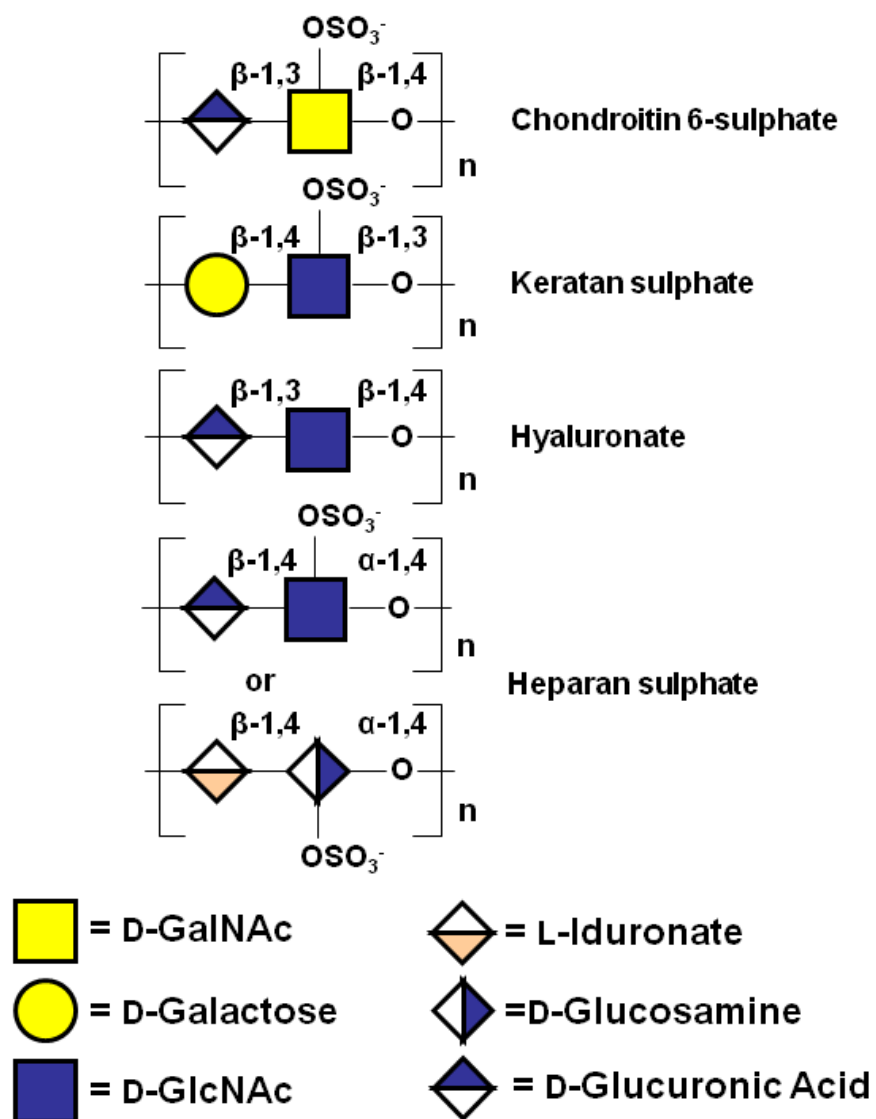 OSO3-
β-1,3 β-1,4
O
Chondroitin 6-sulphate
n
OSO3-
β-1,4 β-1,3
O
Keratan sulphate
n
β-1,3 β-1,4
O
Hyaluronate
n
OSO3-
β-1,4 α-1,4
O
n
or
Heparan sulphate
β-1,4 α-1,4
O
n
OSO3-
= D-GalNAc
= L-Iduronate
= D-Galactose
=D-Glucosamine
= D-GlcNAc
= D-Glucuronic Acid